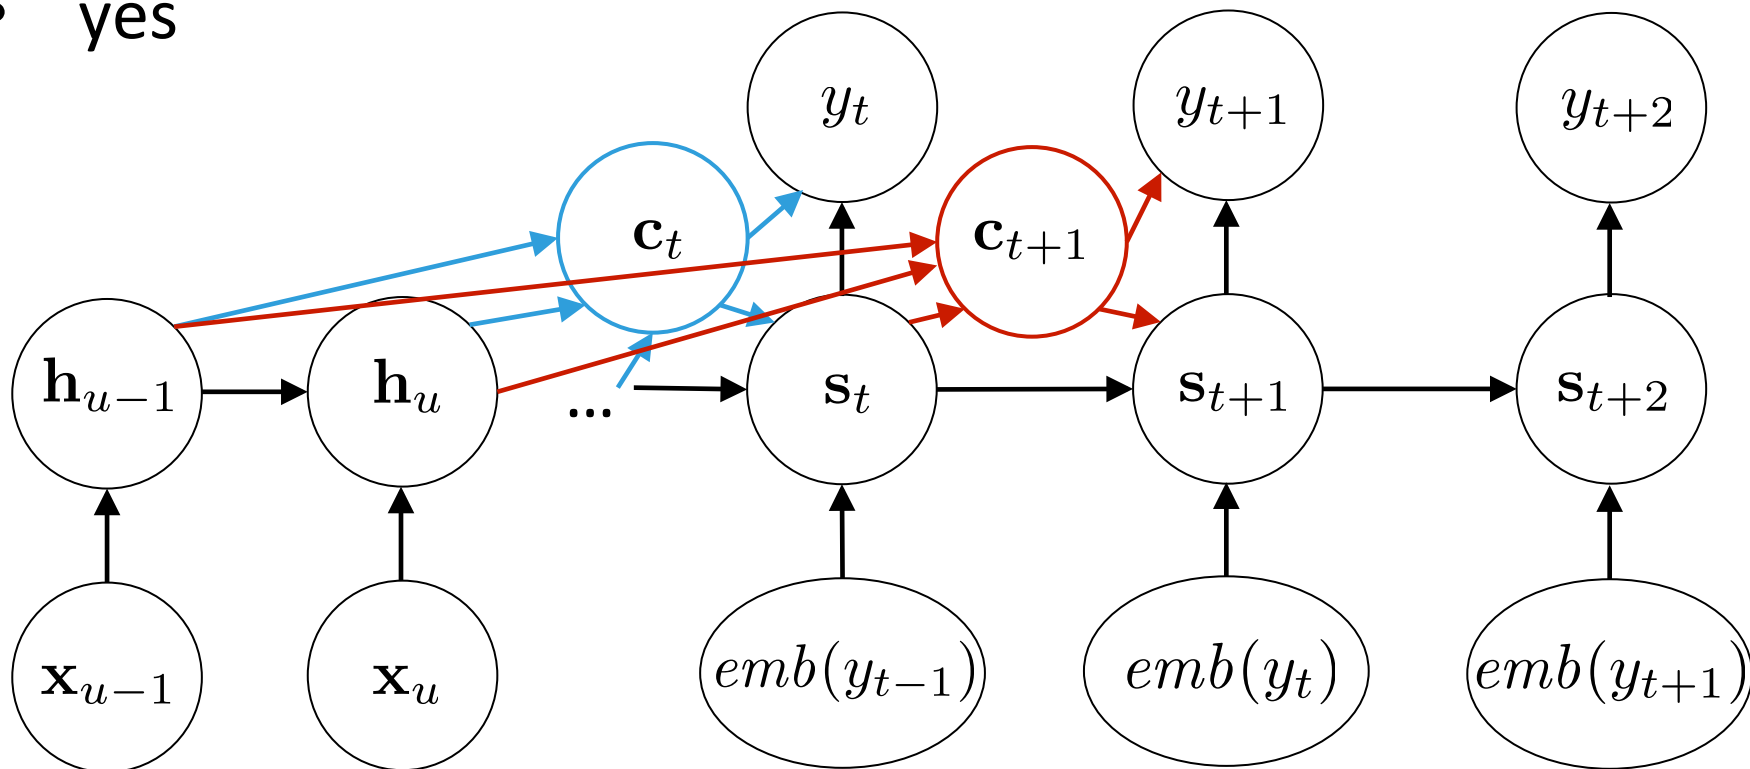 • yes
y_t y_{t+1} y_{t+2}
c_t c_{t+1}
h_{u-1} h_u ... s_t s_{t+1} s_{t+2}
x_{u-1} x_u emb(y_{t-1}) emb(y_t) emb(y_{t+1})